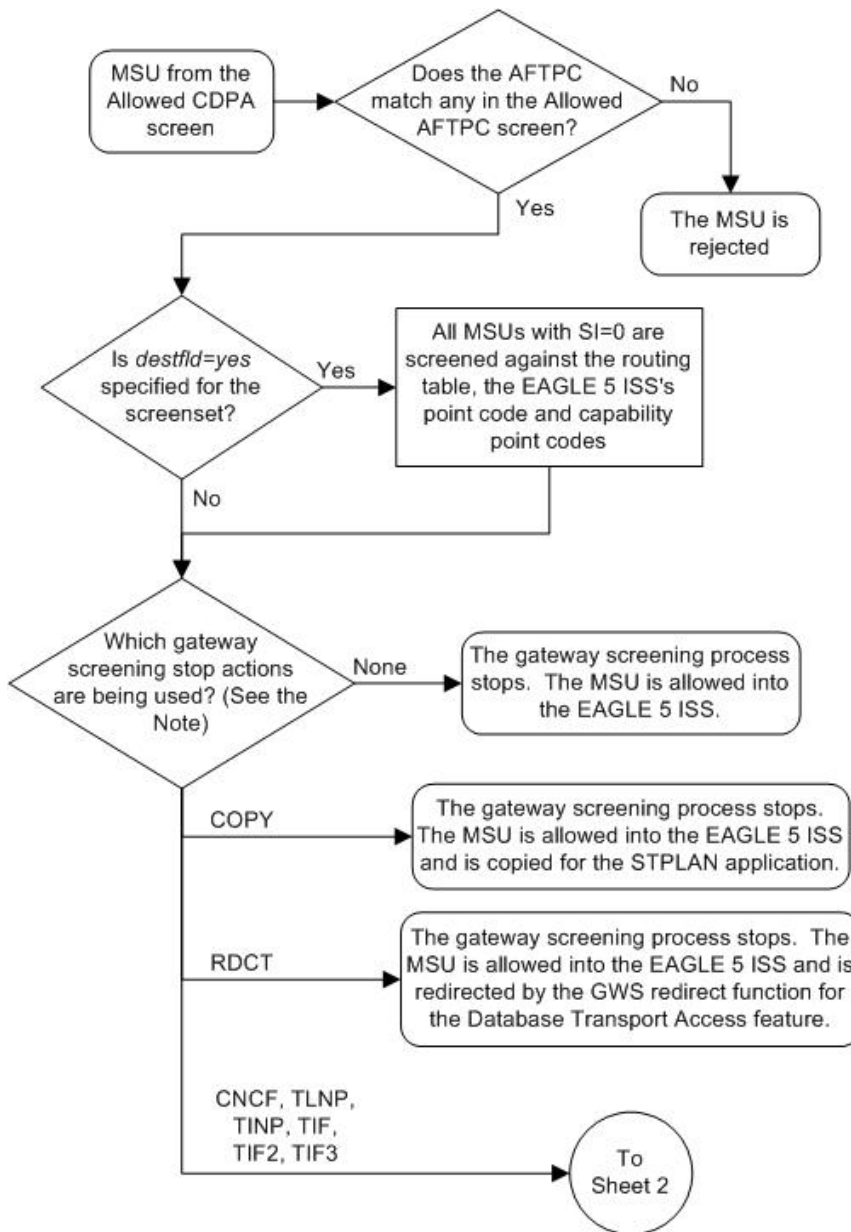 MSU from the
Allowed CDPA
screen
Does the AFTPC
match any in the Allowed
AFTPC screen?
No
Yes
The MSU is
rejected
Is destfld=yes
specified for the
screenset?
Yes
All MSUs with SI=0 are
screened against the routing
table, the EAGLE 5 ISS's
point code and capability
point codes
No
Which gateway
screening stop actions
are being used? (See the
Note)
None
The gateway screening process
stops. The MSU is allowed into
the EAGLE 5 ISS.
COPY
The gateway screening process stops.
The MSU is allowed into the EAGLE 5 ISS
and is copied for the STPLAN application.
RDCT
The gateway screening process stops. The
MSU is allowed into the EAGLE 5 ISS and is
redirected by the GWS redirect function for
the Database Transport Access feature.
CNCF, TLNP,
TINP, TIF,
TIF2, TIF3
To
Sheet 2